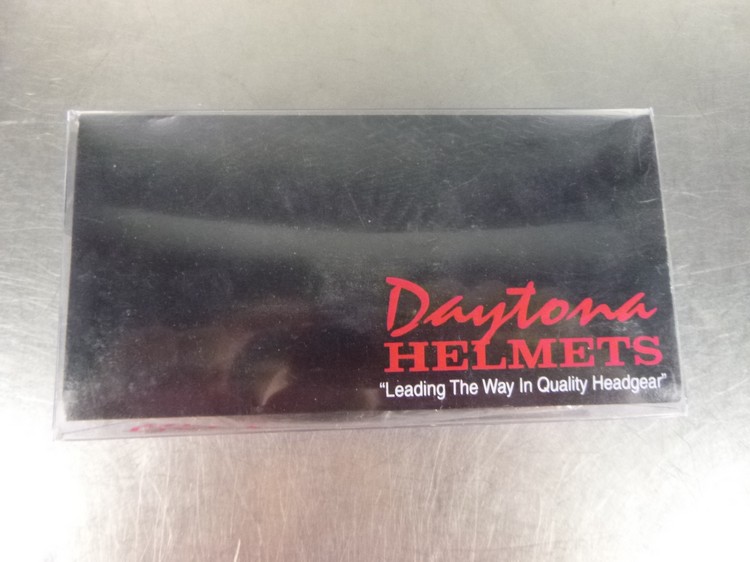 Daytona
HELMETS
“Leading The Way In Quality Headgear”